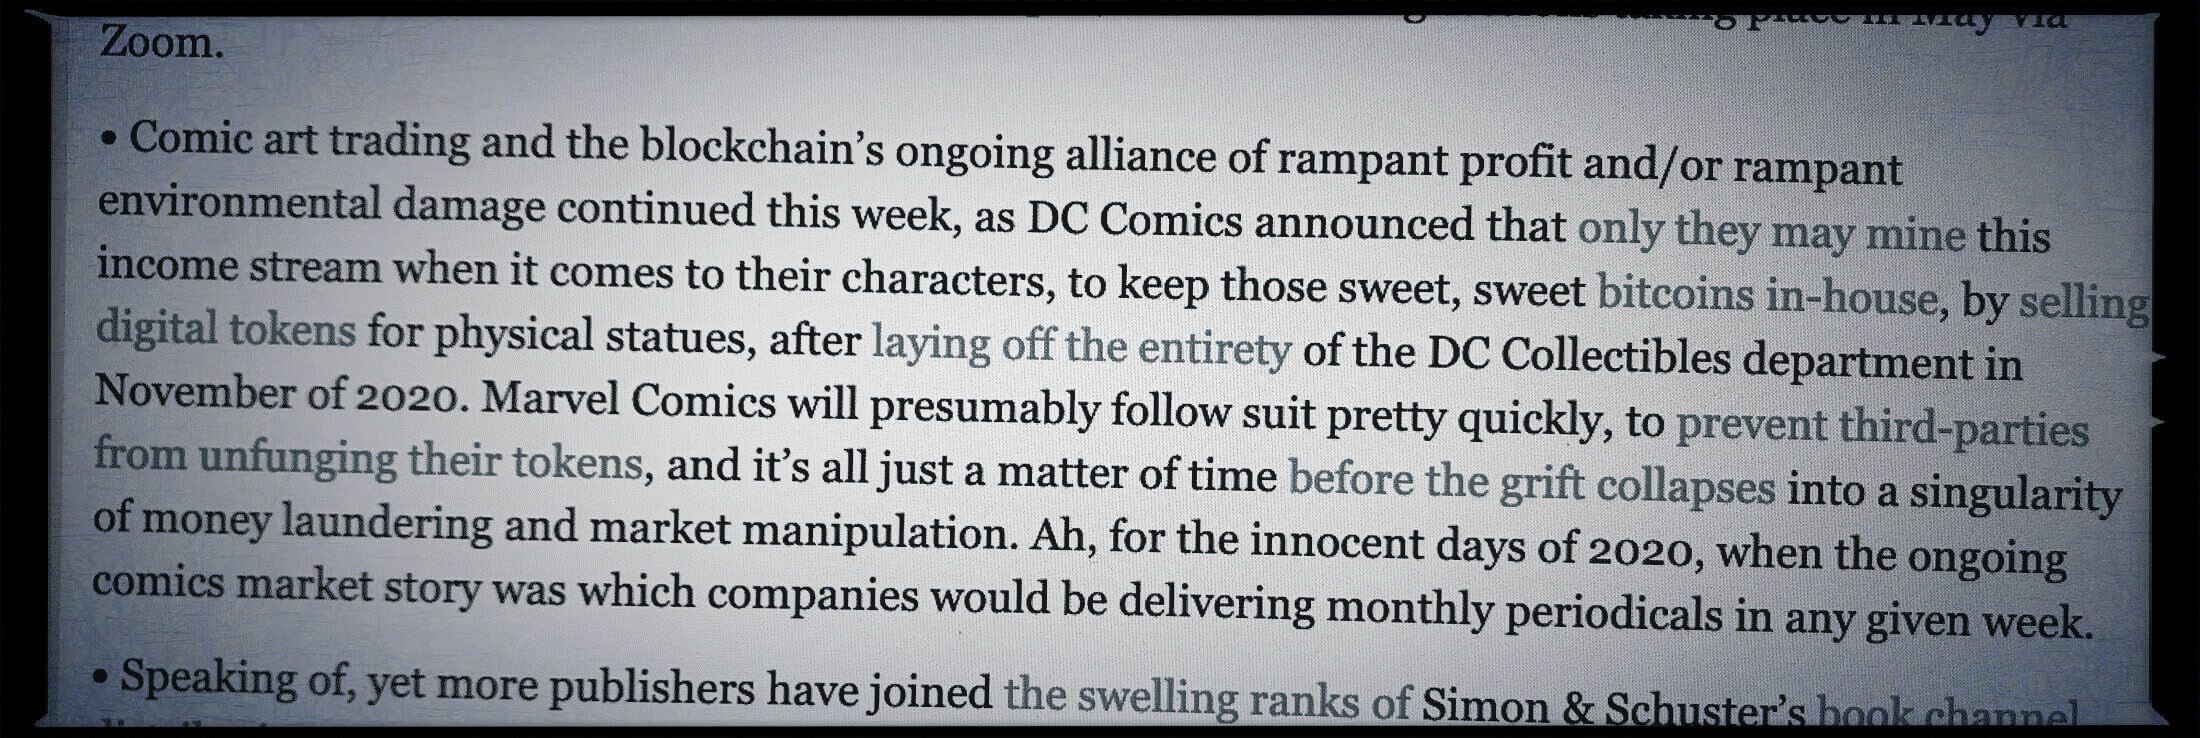 place in May via
Zoom.
• Comic art trading and the blockchain’s ongoing alliance of rampant profit and/or rampant
environmental damage continued this week, as DC Comics announced that only they may mine this
income stream when it comes to their characters, to keep those sweet, sweet bitcoins in-house, by selling
digital tokens for physical statues, after laying off the entirety of the DC Collectibles department in
November of 2020. Marvel Comics will presumably follow suit pretty quickly, to prevent third-parties
from unfunging their tokens, and it’s all just a matter of time before the grift collapses into a singularity
of money laundering and market manipulation. Ah, for the innocent days of 2020, when the ongoing
comics market story was which companies would be delivering monthly periodicals in any given week.
• Speaking of, yet more publishers have joined the swelling ranks of Simon & Schuster’s book channel